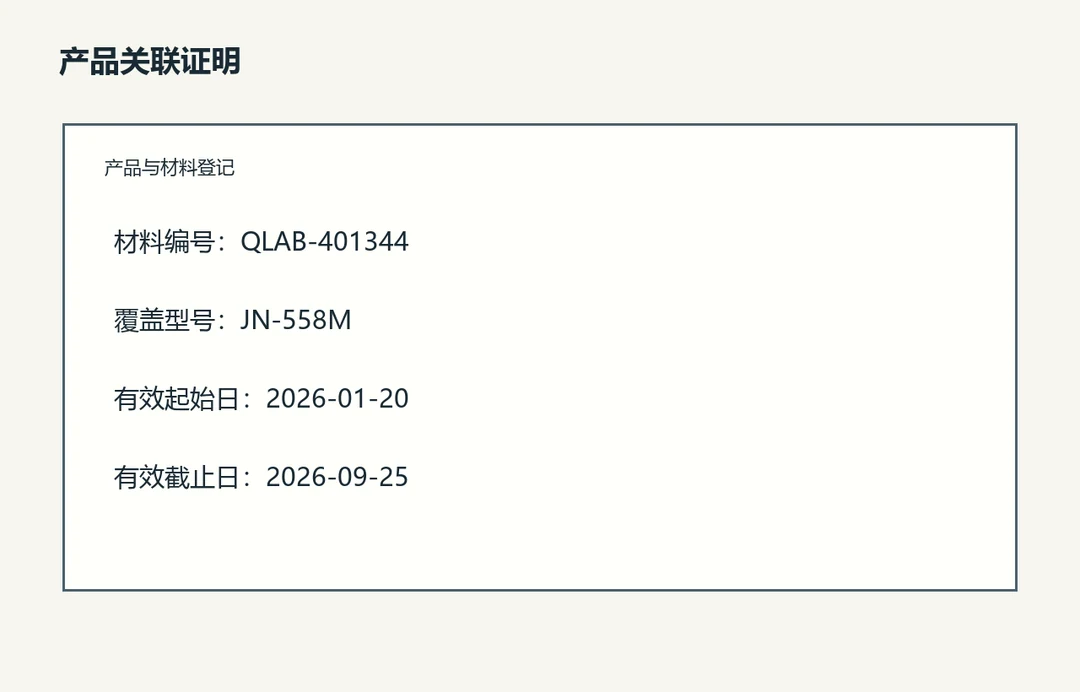 产品关联证明
产品与材料登记
材料编号：QLAB-401344
覆盖型号：JN-558M
有效起始日：2026-01-20
有效截止日：2026-09-25